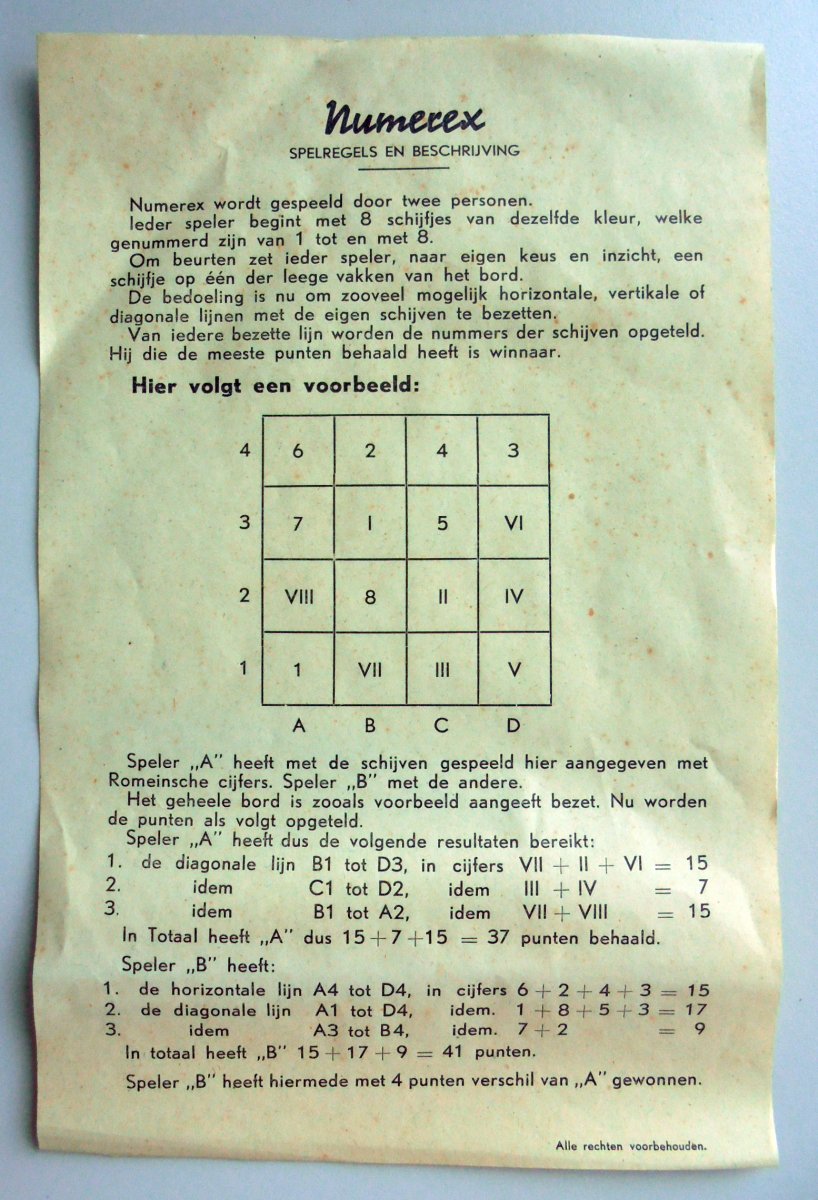 Numerex
SPELREGELS EN BESCHRIJVING
Numerex wordt gespeeld door twee personen.
Ieder speler begint met 8 schijfjes van dezelfde kleur, welke
genummerd zijn van 1 tot en met 8.
Om beurten zet ieder speler, naar eigen keus en inzicht, een
schijfje op één der leege vakken van het bord.
De bedoeling is nu om zooveel mogelijk horizontale, vertikale of
diagonale lijnen met de eigen schijven te bezetten.
Van iedere bezette lijn worden de nummers der schijven opgeteld.
Hij die de meeste punten behaald heeft is winnaar.
Hier volgt een voorbeeld:
4 6 2 4 3
3 7 I 5 VI
2 VIII 8 II IV
1 1 VII III V
A B C D
Speler „A" heeft met de schijven gespeeld hier aangegeven met
Romeinsche cijfers. Speler „B" met de andere.
Het geheele bord is zooals voorbeeld aangeeft bezet. Nu worden
de punten als volgt opgeteld.
Speler „A" heeft dus de volgende resultaten bereikt:
1. de diagonale lijn B1 tot D3, in cijfers VII + II + VI = 15
2. idem C1 tot D2, idem III + IV = 7
3. idem B1 tot A2, idem VII + VIII = 15
In Totaal heeft „A" dus 15 + 7 + 15 = 37 punten behaald.
Speler „B" heeft:
1. de horizontale lijn A4 tot D4, in cijfers 6 + 2 + 4 + 3 = 15
2. de diagonale lijn A1 tot D4, idem. 1 + 8 + 5 + 3 = 17
3. idem A3 tot B4, idem. 7 + 2 = 9
In totaal heeft „B" 15 + 17 + 9 = 41 punten.
Speler „B" heeft hiermede met 4 punten verschil van „A" gewonnen.
Alle rechten voorbehouden.